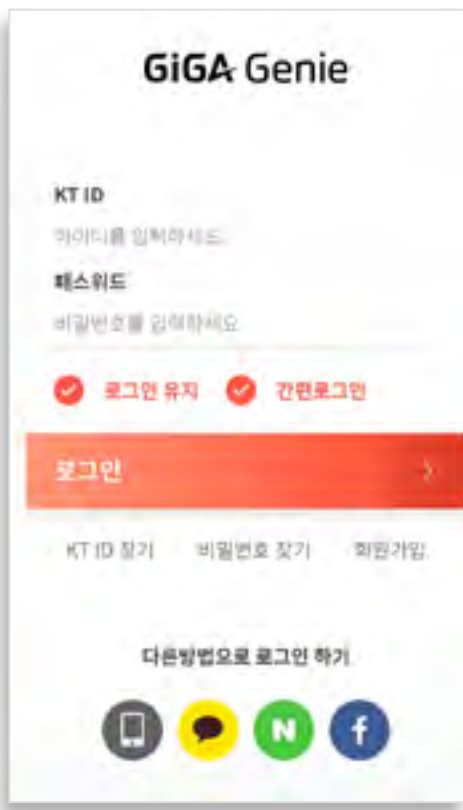 GiGA Genie
KT ID
아이디를 입력하세요.
패스워드
비밀번호를 입력하세요
로그인 유지 간편로그인
로그인
KT ID 찾기 비밀번호 찾기 회원가입
다른방법으로 로그인 하기
N f